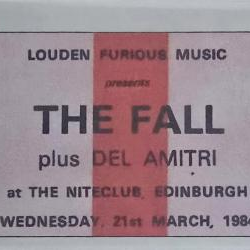 LOUDEN FURIOUS MUSIC
presents
THE FALL
plus DEL AMITRI
at THE NITECLUB, EDINBURGH
WEDNESDAY, 21st MARCH, 1984